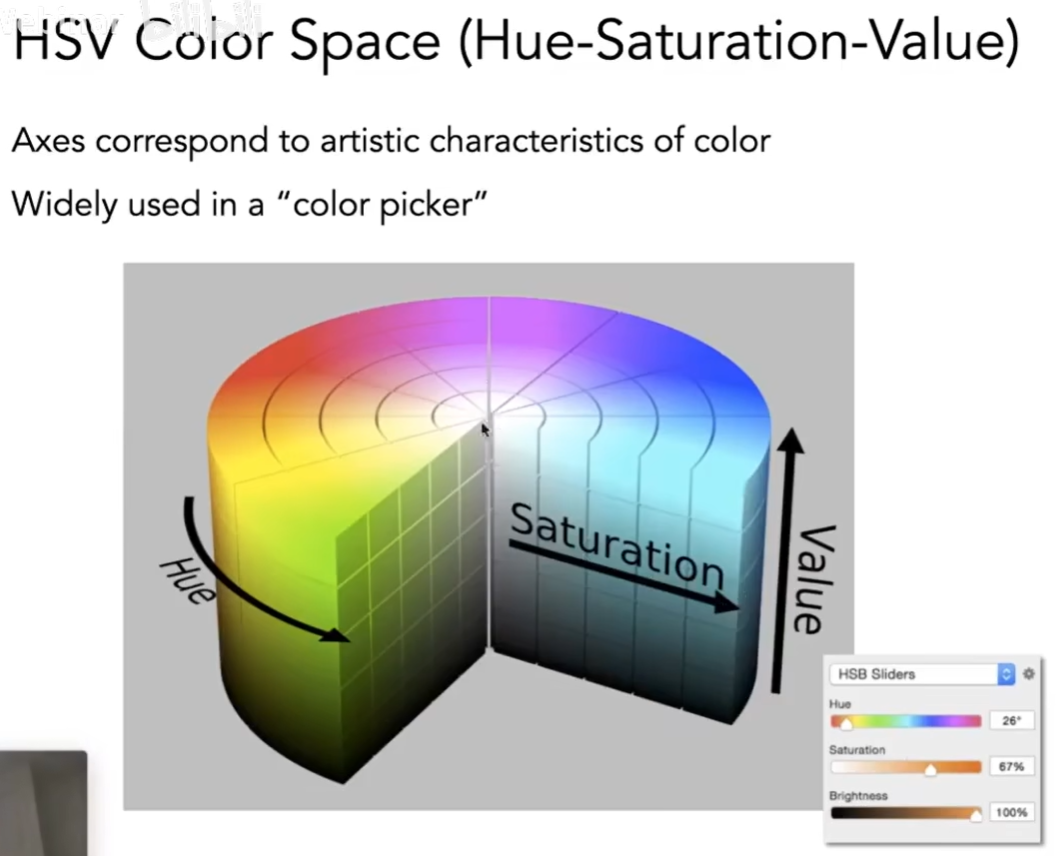 HSV Color Space (Hue-Saturation-Value)
Axes correspond to artistic characteristics of color
Widely used in a “color picker”
Saturation
Hue
Value
HSB Sliders
Hue
26°
Saturation
67%
Brightness
100%